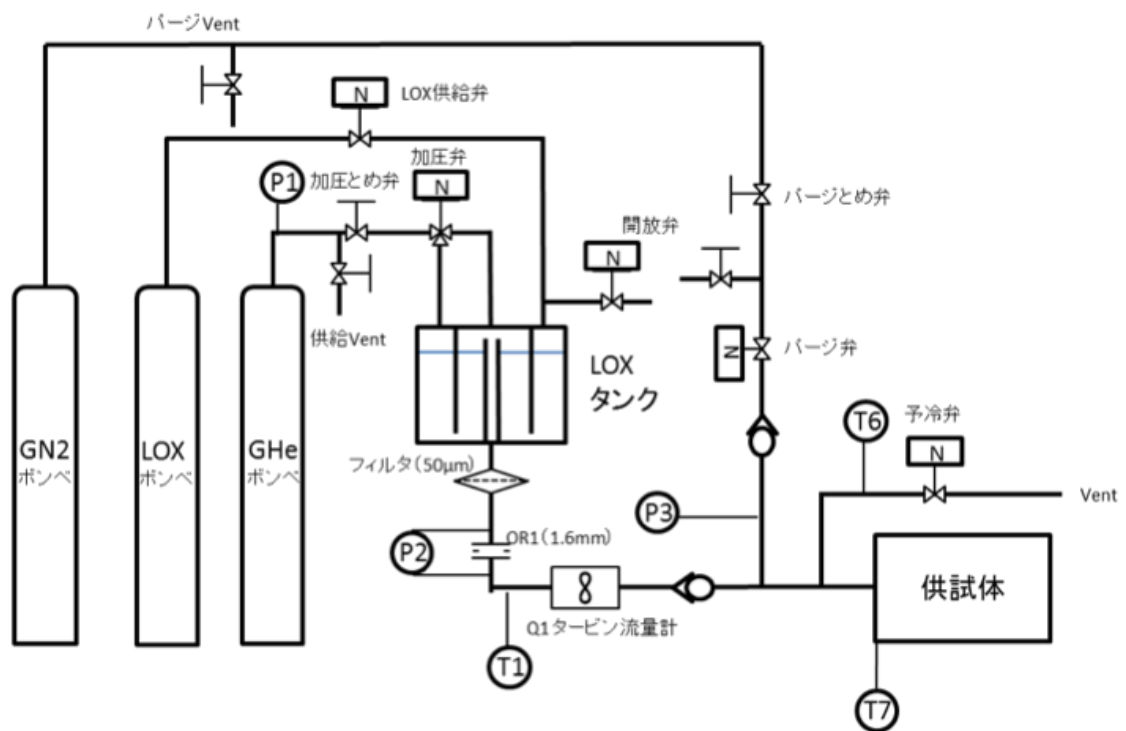 パージVent
N
LOX供給弁
加圧弁
P1
加圧とめ弁
N
パージとめ弁
開放弁
N
供給Vent
N
パージ弁
LOX
タンク
T6
予冷弁
N
GN2
ボンベ
LOX
ボンベ
GHe
ボンベ
フィルタ(50μm)
P3
Vent
P2
OR1(1.6mm)
供試体
Q1タービン流量計
T1
T7